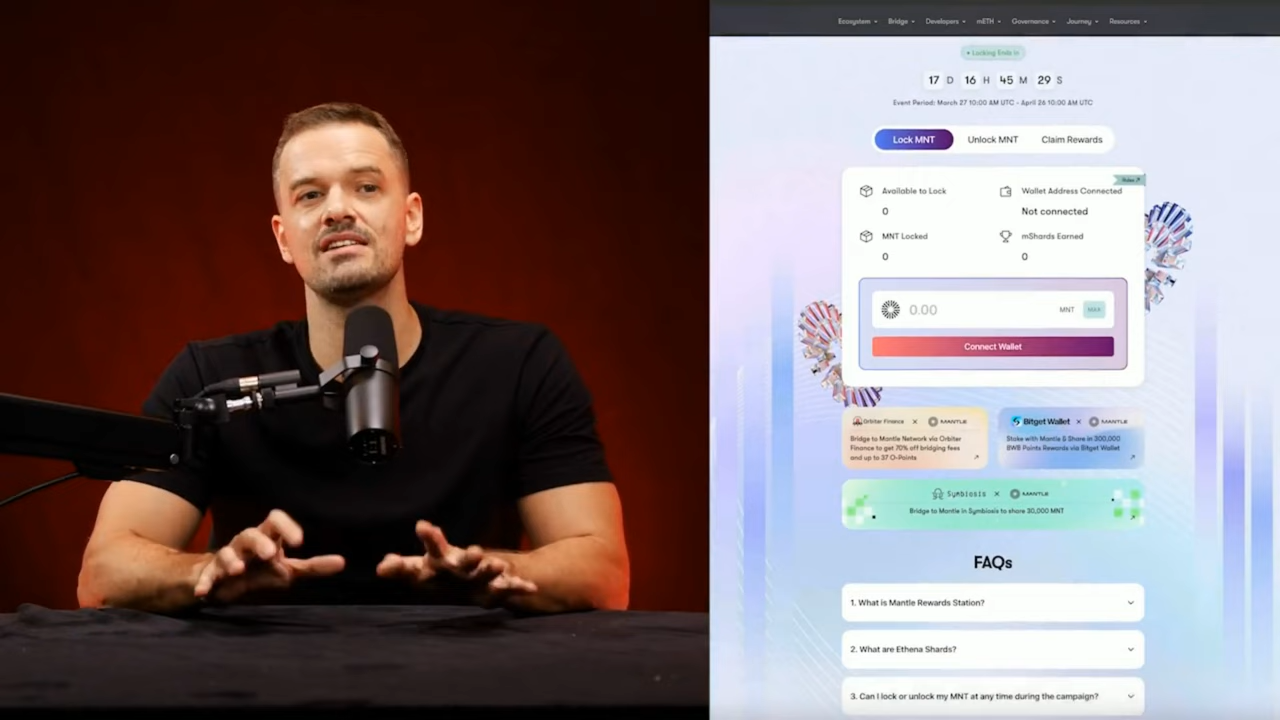 Ecosystem Bridge Developers mETH Governance Journey Resources
Locking Ends In
17 D 16 H 45 M 29 S
Event Period: March 27 10:00 AM UTC - April 26 10:00 AM UTC
Lock MNT Unlock MNT Claim Rewards
Rules
Available to Lock
0
Wallet Address Connected
Not connected
MNT Locked
0
mShards Earned
0
0.00 MNT MAX
Connect Wallet
Orbiter Finance X MANTLE
Bridge to Mantle Network via Orbiter
Finance to get 70% off bridging fees
and up to 37 O-Points
Bitget Wallet X MANTLE
Stake with Mantle & Share in 300,000
BWB Points Rewards via Bitget Wallet
Symbiosis X MANTLE
Bridge to Mantle in Symbiosis to share 30,000 MNT
FAQs
1. What is Mantle Rewards Station?
2. What are Ethena Shards?
3. Can I lock or unlock my MNT at any time during the campaign?